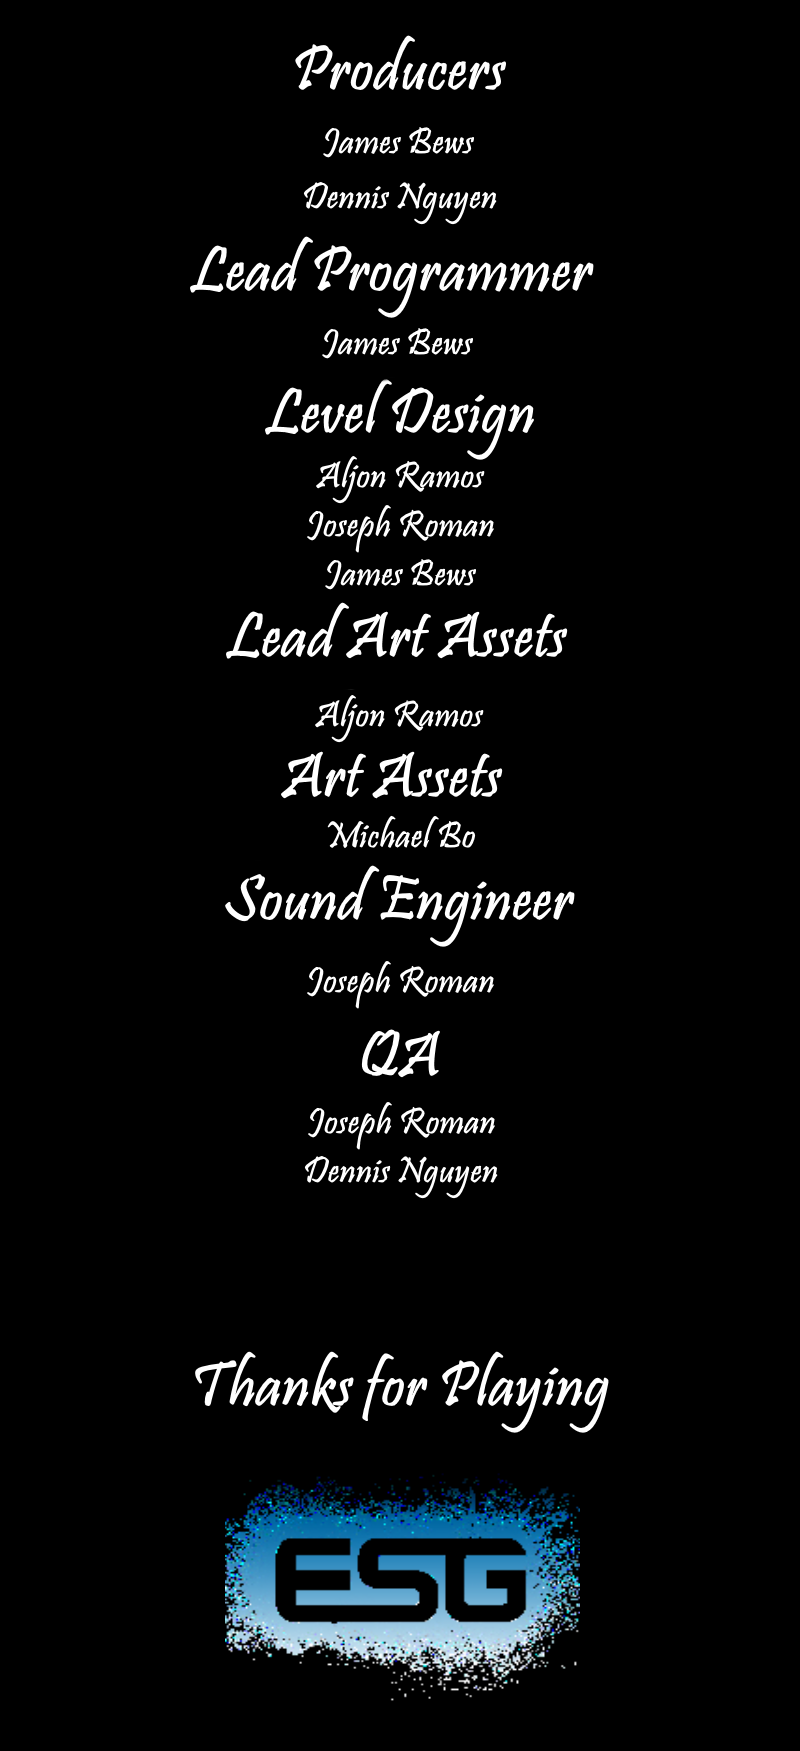 Producers
James Bews
Dennis Nguyen
Lead Programmer
James Bews
Level Design
Aljon Ramos
Joseph Roman
James Bews
Lead Art Assets
Aljon Ramos
Art Assets
Michael Bo
Sound Engineer
Joseph Roman
QA
Joseph Roman
Dennis Nguyen
Thanks for Playing
ESG